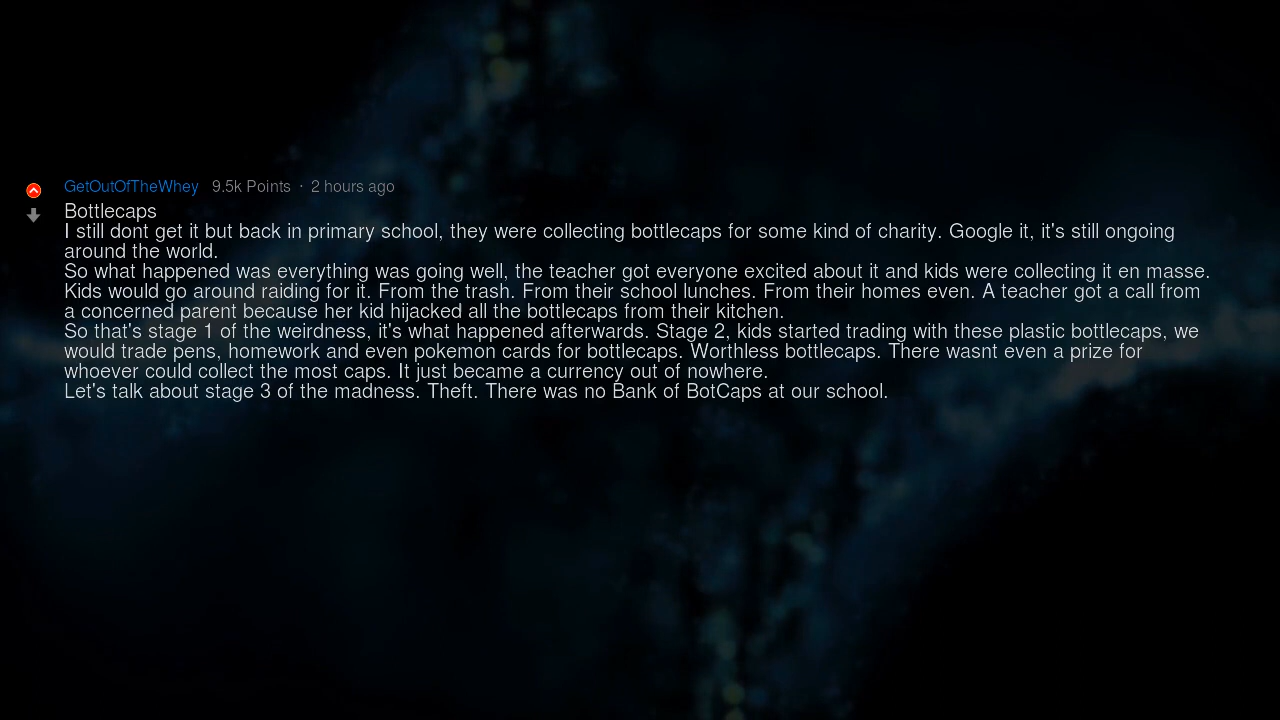 GetOutOfTheWhey 9.5k Points · 2 hours ago
Bottlecaps
I still dont get it but back in primary school, they were collecting bottlecaps for some kind of charity. Google it, it's still ongoing
around the world.
So what happened was everything was going well, the teacher got everyone excited about it and kids were collecting it en masse.
Kids would go around raiding for it. From the trash. From their school lunches. From their homes even. A teacher got a call from
a concerned parent because her kid hijacked all the bottlecaps from their kitchen.
So that's stage 1 of the weirdness, it's what happened afterwards. Stage 2, kids started trading with these plastic bottlecaps, we
would trade pens, homework and even pokemon cards for bottlecaps. Worthless bottlecaps. There wasnt even a prize for
whoever could collect the most caps. It just became a currency out of nowhere.
Let's talk about stage 3 of the madness. Theft. There was no Bank of BotCaps at our school.